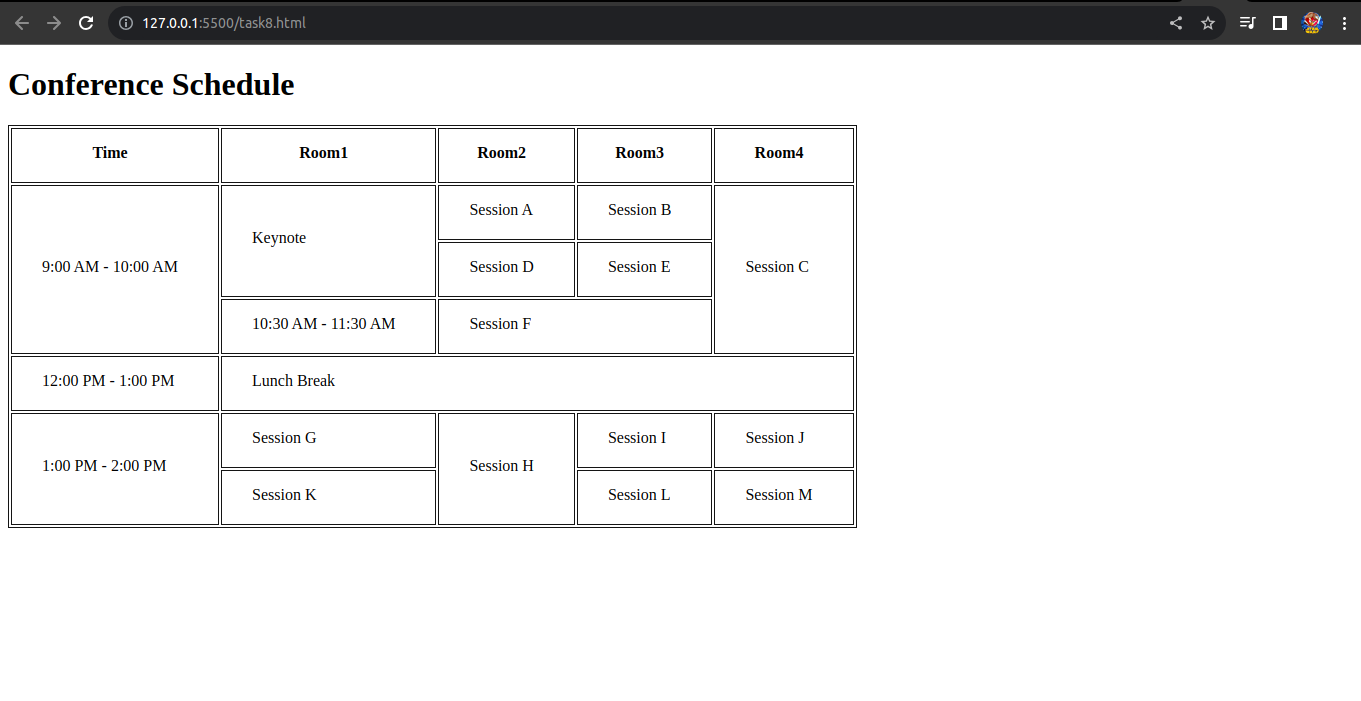 127.0.0.1:5500/task8.html
Conference Schedule
Time Room1 Room2 Room3 Room4
9:00 AM - 10:00 AM Keynote Session A Session B Session C
Session D Session E
10:30 AM - 11:30 AM Session F
12:00 PM - 1:00 PM Lunch Break
1:00 PM - 2:00 PM Session G Session H Session I Session J
Session K Session L Session M